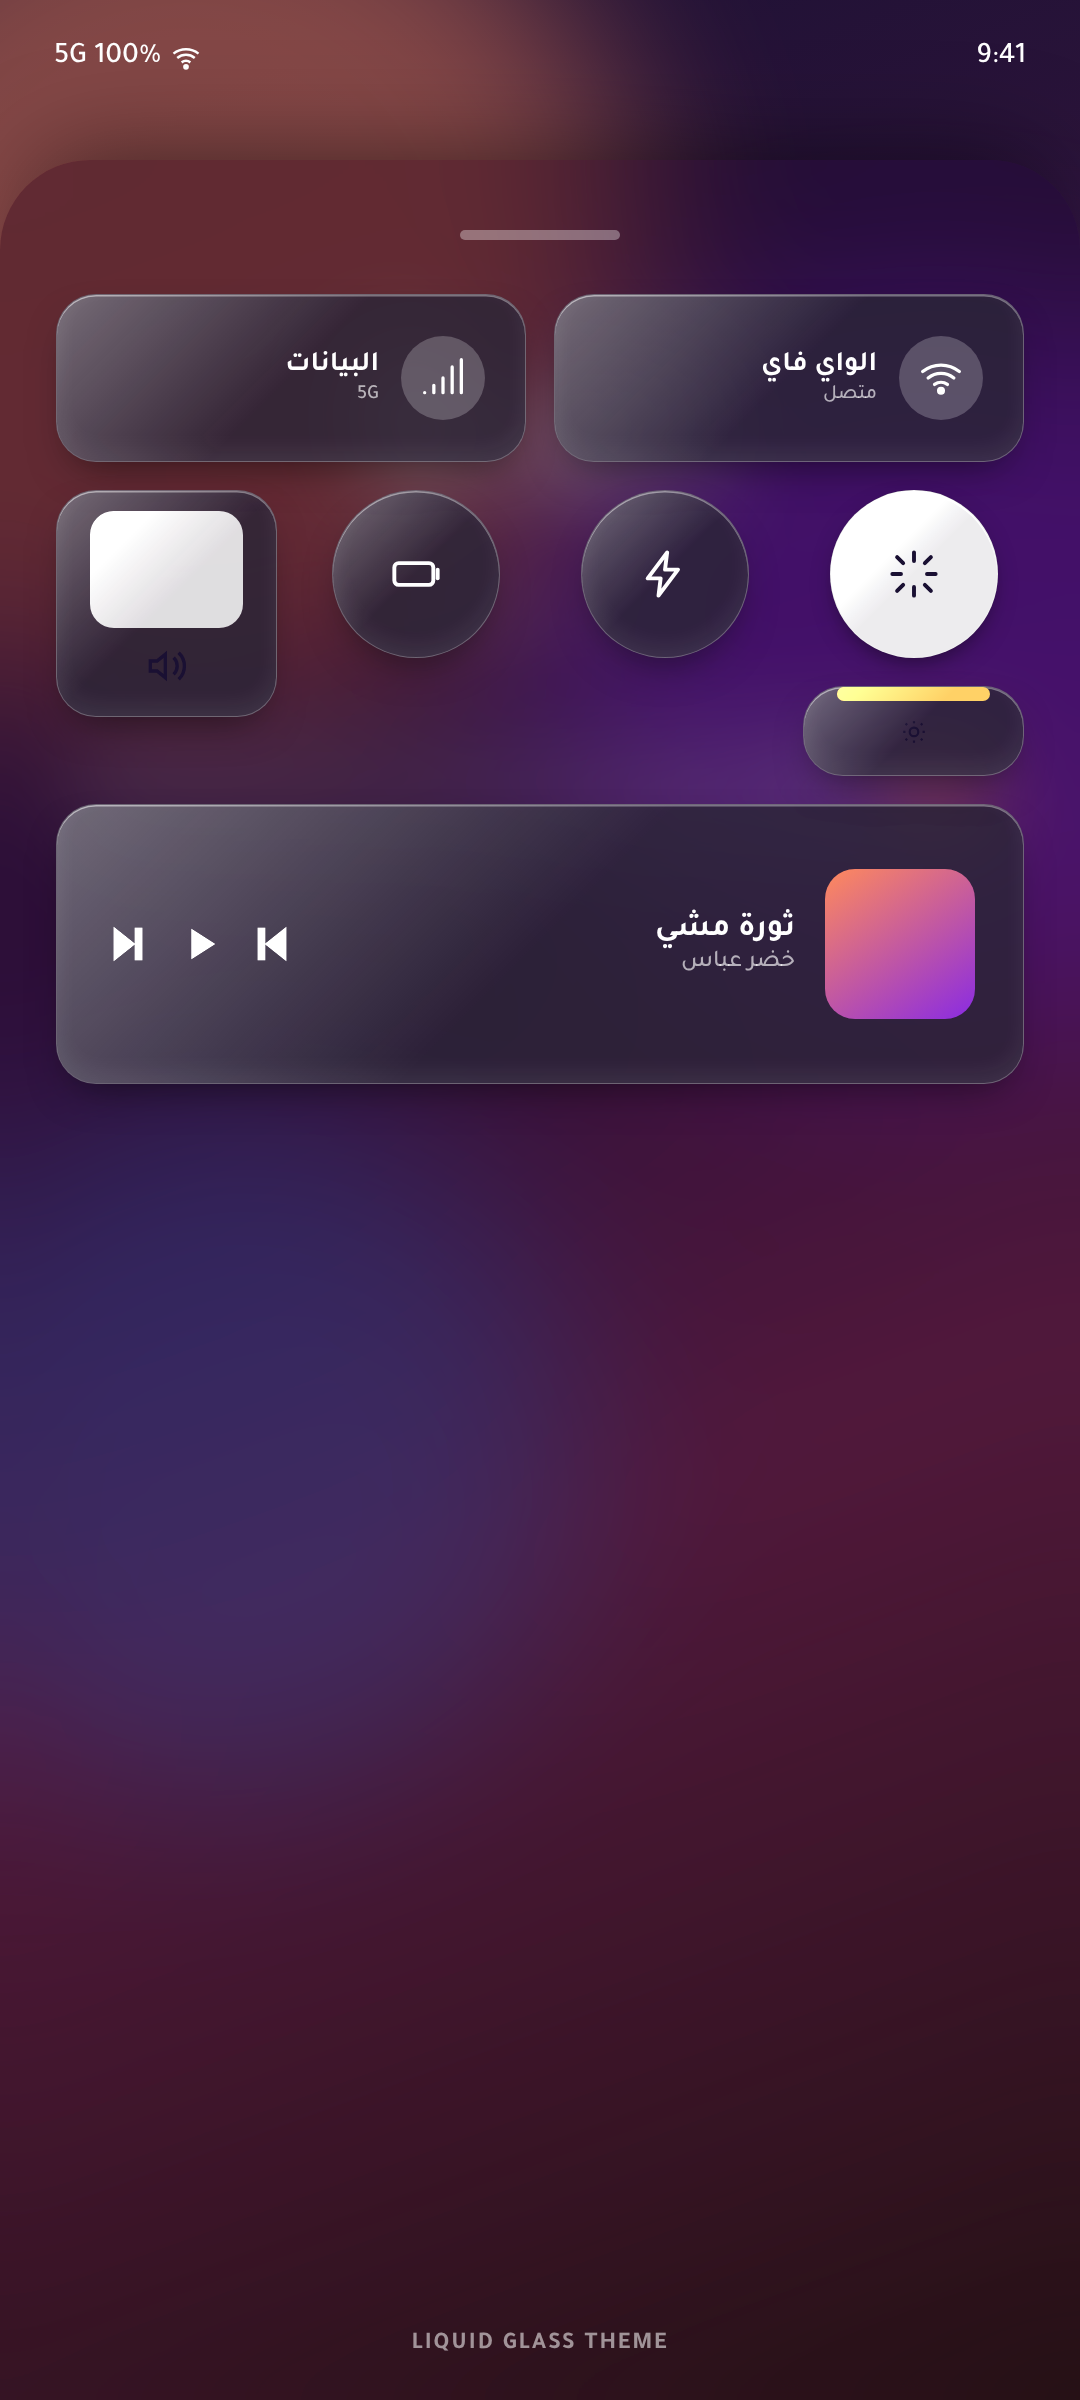 9:41
5G 100%
الواي فاي
متصل
البيانات
5G
ثورة مشي
خضر عباس
LIQUID GLASS THEME